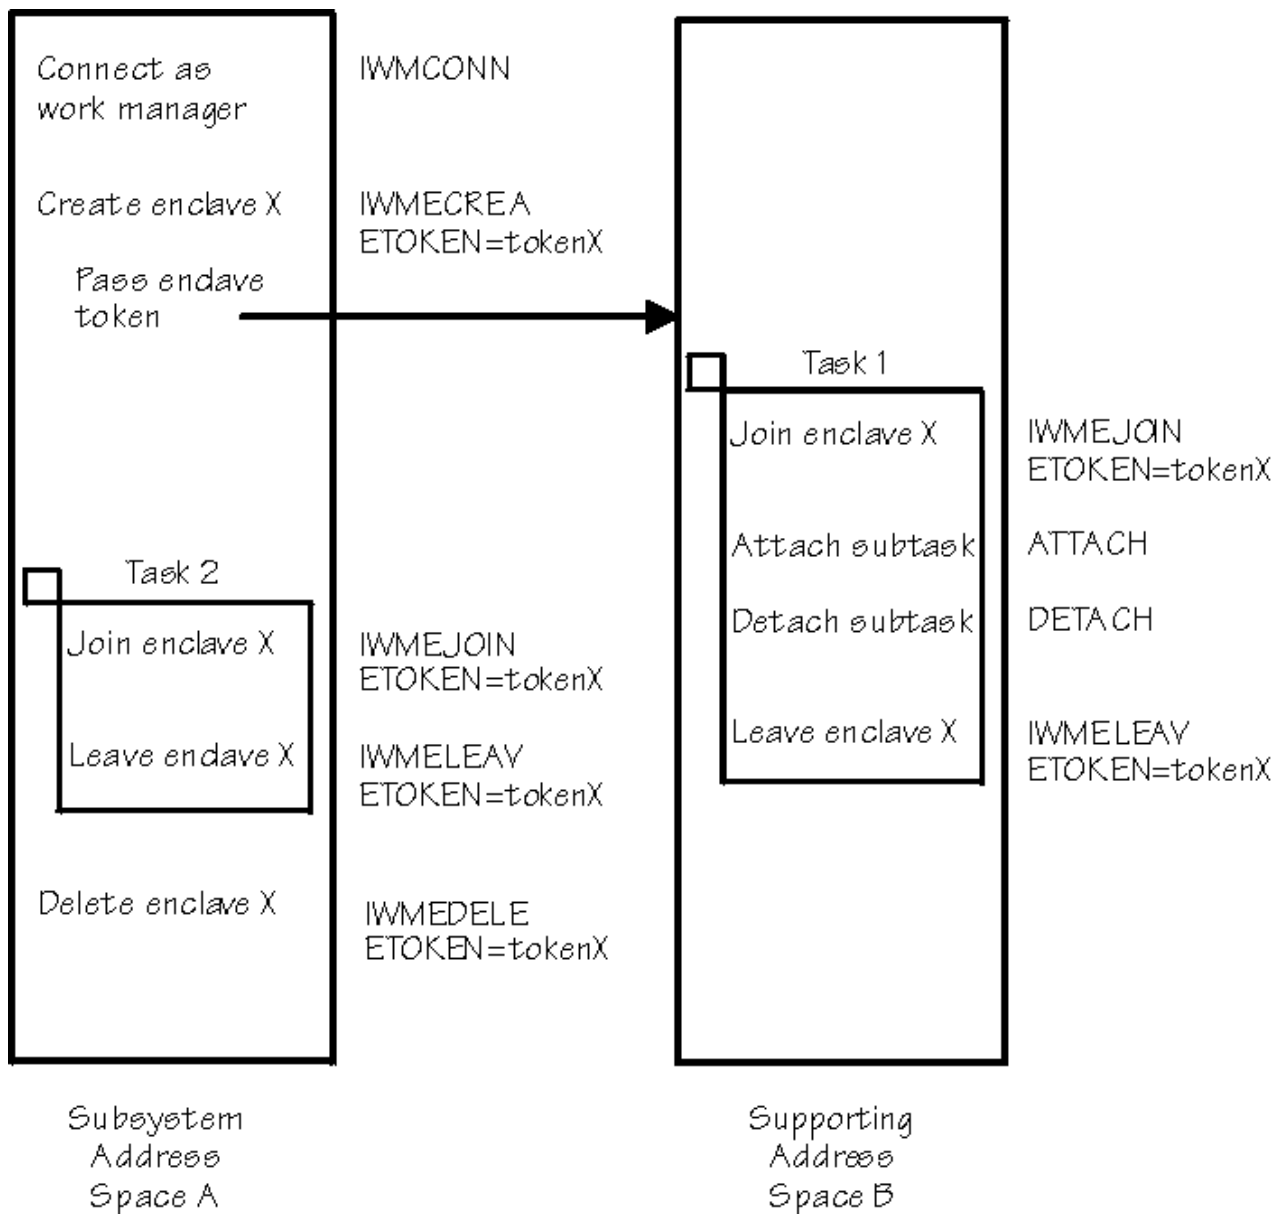 Connect as
work manager
IWMCONN
Create enclave X
IWMECREA
ETOKEN=tokenX
Pass enclave
token
Task 1
Join enclave X
IWMEJOIN
ETOKEN=tokenX
Attach subtask
ATTACH
Detach subtask
DETACH
Leave enclave X
IWMELEAV
ETOKEN=tokenX
Task 2
Join enclave X
IWMEJOIN
ETOKEN=tokenX
Leave enclave X
IWMELEAV
ETOKEN=tokenX
Delete enclave X
IWMEDELE
ETOKEN=tokenX
Subsystem
Address
Space A
Supporting
Address
Space B